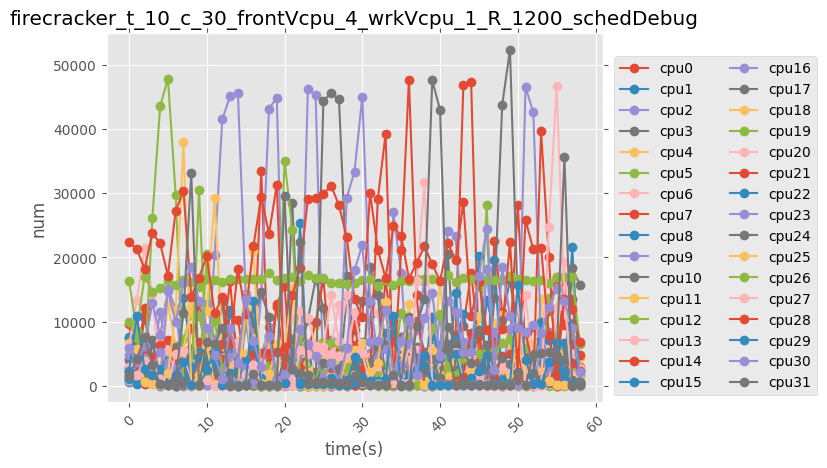 firecracker_t_10_c_30_frontVcpu_4_wrkVcpu_1_R_1200_schedDebug
num
50000
40000
30000
20000
10000
0
0
10
20
30
40
50
60
time(s)
cpu0
cpu1
cpu2
cpu3
cpu4
cpu5
cpu6
cpu7
cpu8
cpu9
cpu10
cpu11
cpu12
cpu13
cpu14
cpu15
cpu16
cpu17
cpu18
cpu19
cpu20
cpu21
cpu22
cpu23
cpu24
cpu25
cpu26
cpu27
cpu28
cpu29
cpu30
cpu31